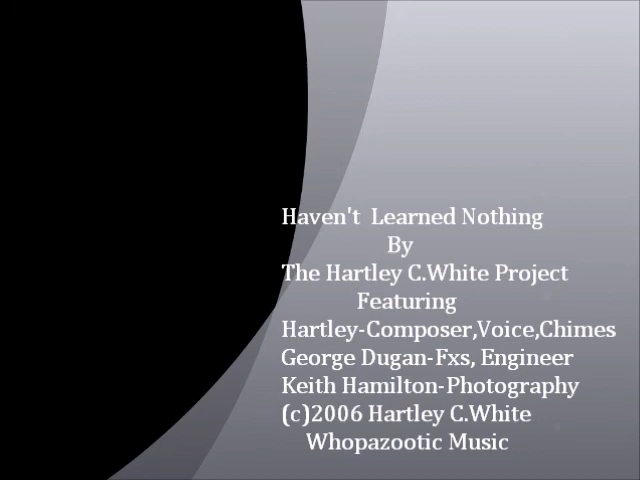 Haven't  Learned Nothing
By
The Hartley C.White Project
Featuring
Hartley-Composer,Voice,Chimes
George Dugan-Fxs, Engineer
Keith Hamilton-Photography
(c)2006 Hartley C.White
Whopazootic Music